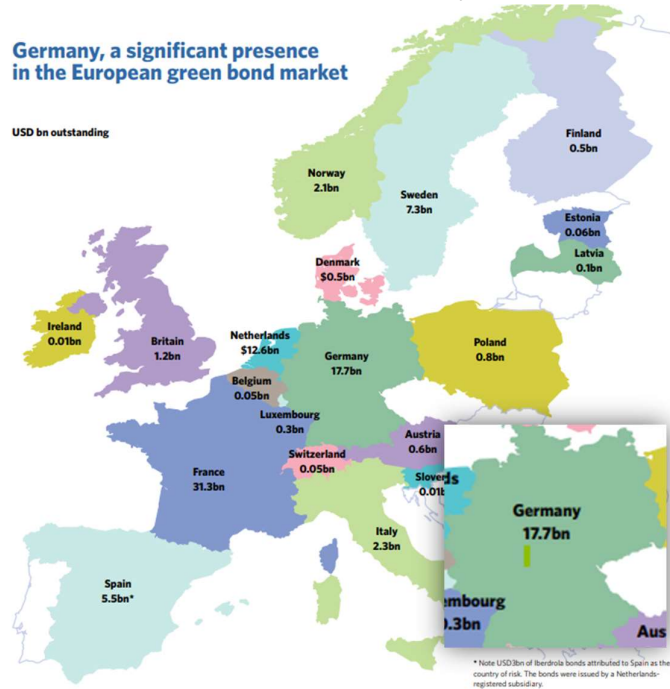 Germany, a significant presence
in the European green bond market
USD bn outstanding
Finland
0.5bn
Norway
2.1bn
Sweden
7.3bn
Estonia
0.06bn
Latvia
0.1bn
Denmark
$0.5bn
Ireland
0.01bn
Britain
1.2bn
Netherlands
$12.6bn
Germany
17.7bn
Poland
0.8bn
Belgium
0.05bn
Luxembourg
0.3bn
Austria
0.6bn
Switzerland
0.05bn
France
31.3bn
Italy
2.3bn
Spain
5.5bn*
Germany
17.7bn
embourg
.3bn
Aus
* Note USD3bn of Iberdrola bonds attributed to Spain as the
country of risk. The bonds were issued by a Netherlands-
registered subsidiary.